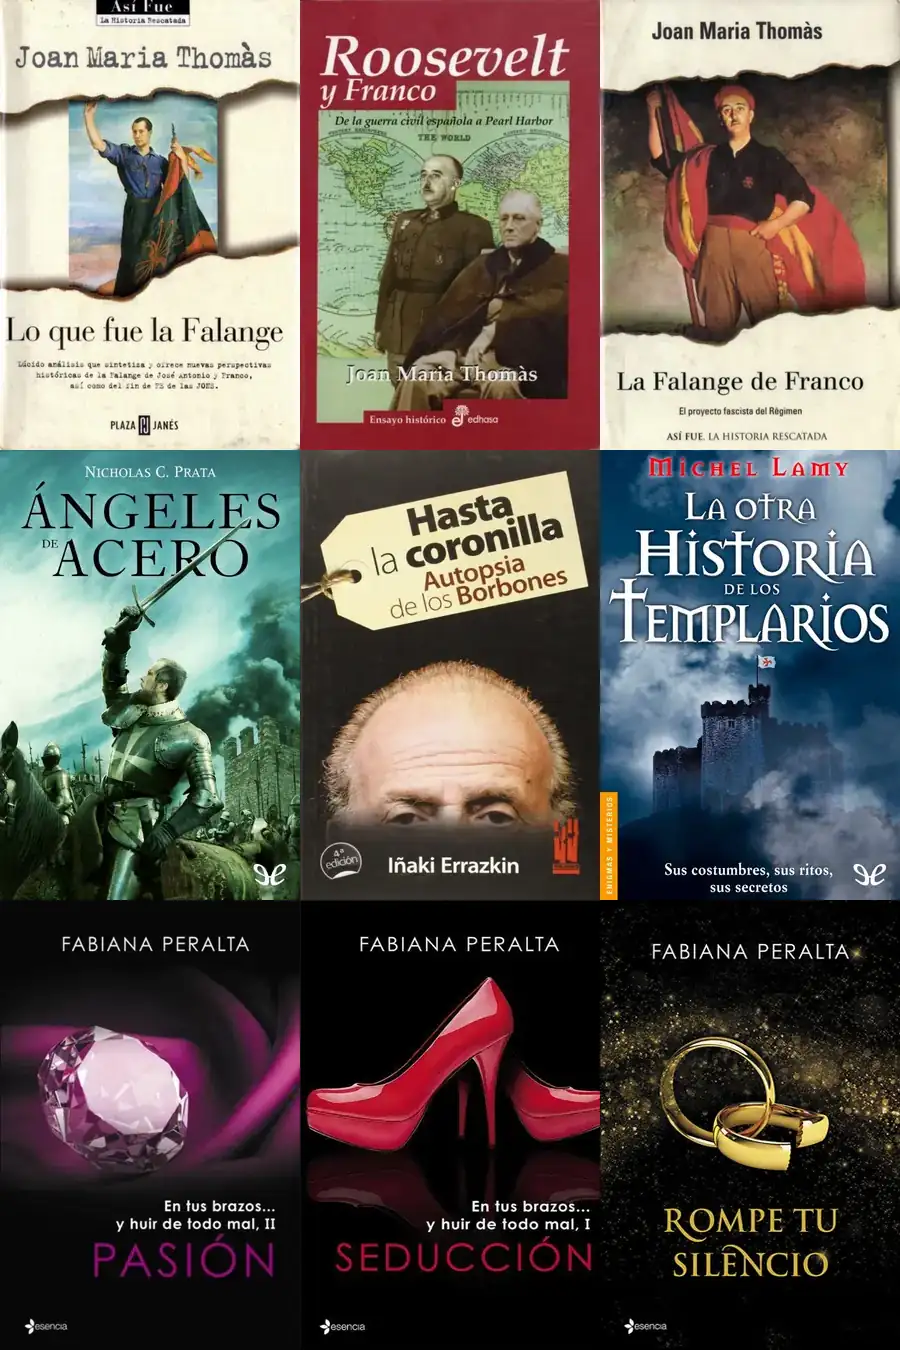 Así Fue
La Historia Rescatada
Joan Maria Thomàs
Lo que fue la Falange
Lúcido análisis que sintetiza y ofrece nuevas perspectivas
históricas de la Falange de José Antonio y Franco,
así como del fin de FE de las JONS.
PLAZA PJ JANÉS
Roosevelt
y Franco
De la guerra civil española a Pearl Harbor
THE WORLD
Joan Maria Thomàs
Ensayo histórico edhasa
Joan Maria Thomàs
La Falange de Franco
El proyecto fascista del Régimen
ASÍ FUE. LA HISTORIA RESCATADA
NICHOLAS C. PRATA
ÁNGELES
DE ACERO
Hasta
la coronilla
Autopsia
de los Borbones
4ª
edición
Iñaki Errazkin
MICHEL LAMY
LA OTRA
HISTORIA
DE LOS
TEMPLARIOS
ENIGMAS Y MISTERIOS
Sus costumbres, sus ritos,
sus secretos
FABIANA PERALTA
En tus brazos...
y huir de todo mal, II
PASIÓN
esencia
FABIANA PERALTA
En tus brazos...
y huir de todo mal, I
SEDUCCIÓN
esencia
FABIANA PERALTA
ROMPE TU
SILENCIO
esencia